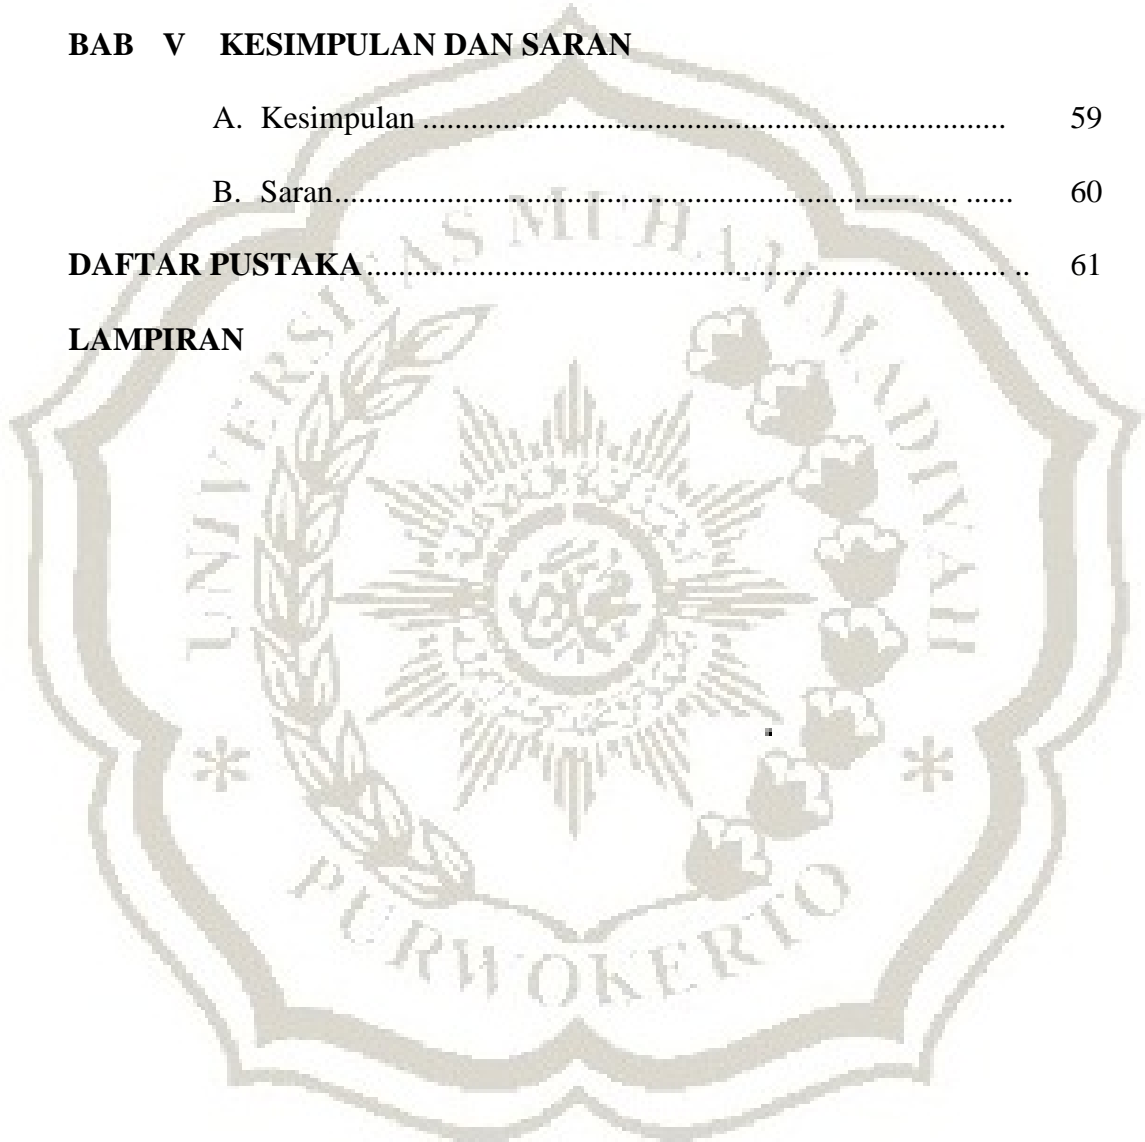 BAB V KESIMPULAN DAN SARAN
A. Kesimpulan ......................................................................... 59
B. Saran.............................................................................. ...... 60
DAFTAR PUSTAKA................................................................................ .. 61
LAMPIRAN
UNIVERSITAS MUHAMMADIYAH
PURWOKERTO